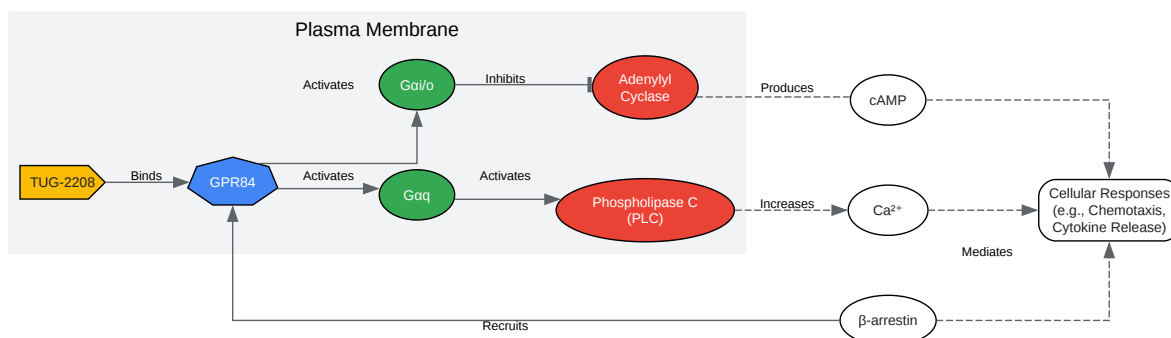 Plasma Membrane
Activates
Gαi/o
Inhibits
Adenylyl
Cyclase
Produces
cAMP
TUG-2208
Binds
GPR84
Activates
Gαq
Activates
Phospholipase C
(PLC)
Increases
Ca²⁺
Cellular Responses
(e.g., Chemotaxis,
Cytokine Release)
Mediates
Recruits
β-arrestin